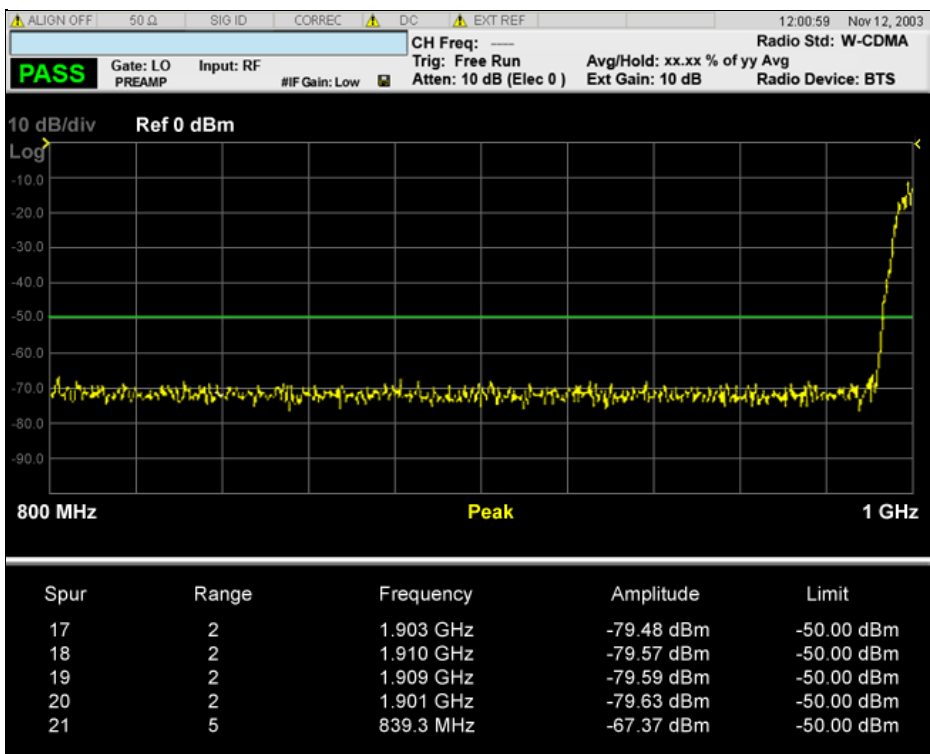 ALIGN OFF 50 Ω SIG ID CORREC DC EXT REF 12:00:59 Nov 12, 2003
CH Freq: ---- Radio Std: W-CDMA
PASS Gate: LO Input: RF Trig: Free Run Avg/Hold: xx.xx % of yy Avg
PREAMP #IF Gain: Low Atten: 10 dB (Elec 0 ) Ext Gain: 10 dB Radio Device: BTS
10 dB/div Ref 0 dBm
Log
-10.0
-20.0
-30.0
-40.0
-50.0
-60.0
-70.0
-80.0
-90.0
800 MHz Peak 1 GHz
Spur Range Frequency Amplitude Limit
17 2 1.903 GHz -79.48 dBm -50.00 dBm
18 2 1.910 GHz -79.57 dBm -50.00 dBm
19 2 1.909 GHz -79.59 dBm -50.00 dBm
20 2 1.901 GHz -79.63 dBm -50.00 dBm
21 5 839.3 MHz -67.37 dBm -50.00 dBm